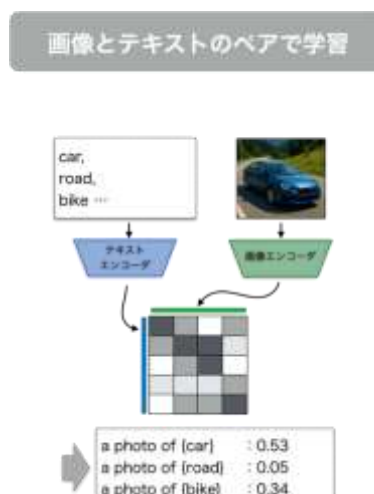 画像とテキストのペアで学習
car,
road,
bike …
テキスト
エンコーダ
画像エンコーダ
a photo of {car} : 0.53
a photo of {road} : 0.05
a photo of {bike} : 0.34